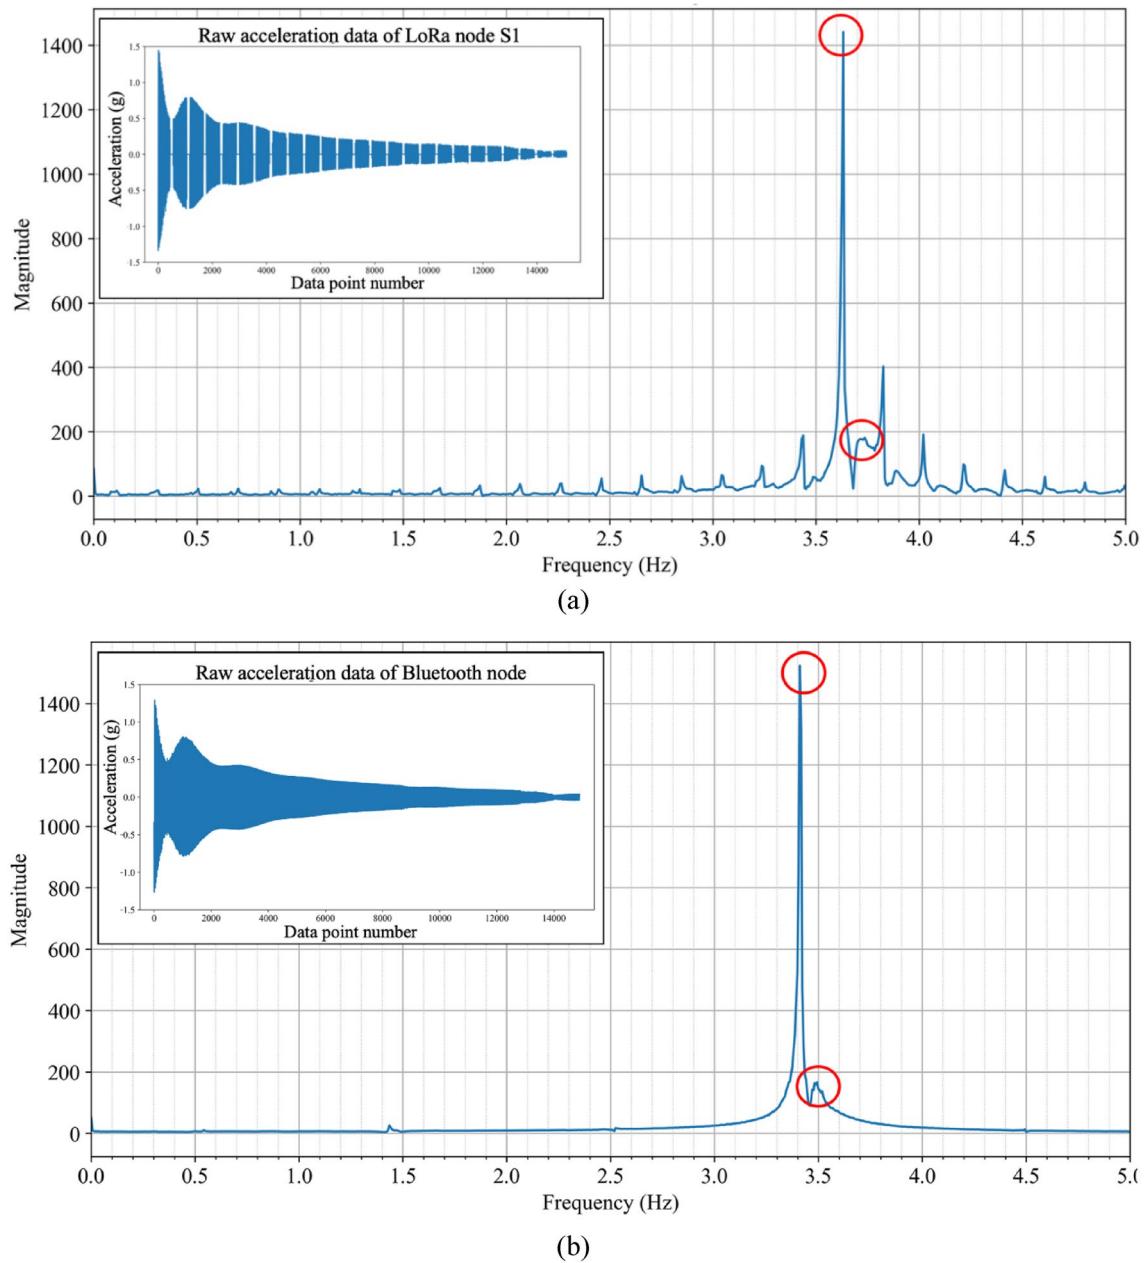 Raw acceleration data of LoRa node S1
1.5
1.0
0.5
0.0
0.5
-1.0
-1.5
Acceleration (g)
0 2000 4000 6000 8000 10000 12000 14000
Data point number
1400
1200
1000
800
600
400
200
0
Magnitude
0.0 0.5 1.0 1.5 2.0 2.5 3.0 3.5 4.0 4.5 5.0
Frequency (Hz)
(a)
Raw acceleration data of Bluetooth node
1.5
1.0
0.5
0.0
-0.5
-1.0
-1.5
Acceleration (g)
0 2000 4000 6000 8000 10000 12000 14000
Data point number
1400
1200
1000
800
600
400
200
0
Magnitude
0.0 0.5 1.0 1.5 2.0 2.5 3.0 3.5 4.0 4.5 5.0
Frequency (Hz)
(b)